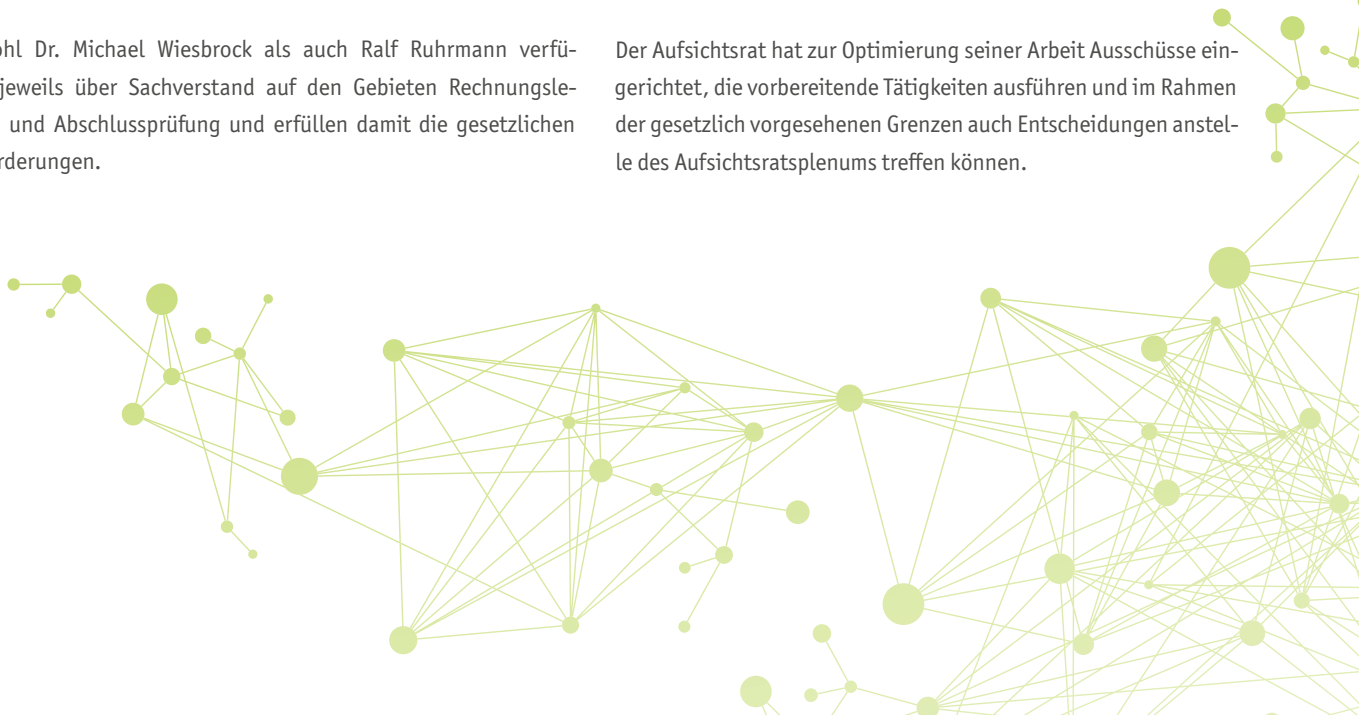 ohl Dr. Michael Wiesbrock als auch Ralf Ruhrmann verfü-
jeweils über Sachverstand auf den Gebieten Rechnungsle-
und Abschlussprüfung und erfüllen damit die gesetzlichen
rderungen.
Der Aufsichtsrat hat zur Optimierung seiner Arbeit Ausschüsse ein-
gerichtet, die vorbereitende Tätigkeiten ausführen und im Rahmen
der gesetzlich vorgesehenen Grenzen auch Entscheidungen anstel-
le des Aufsichtsratsplenums treffen können.